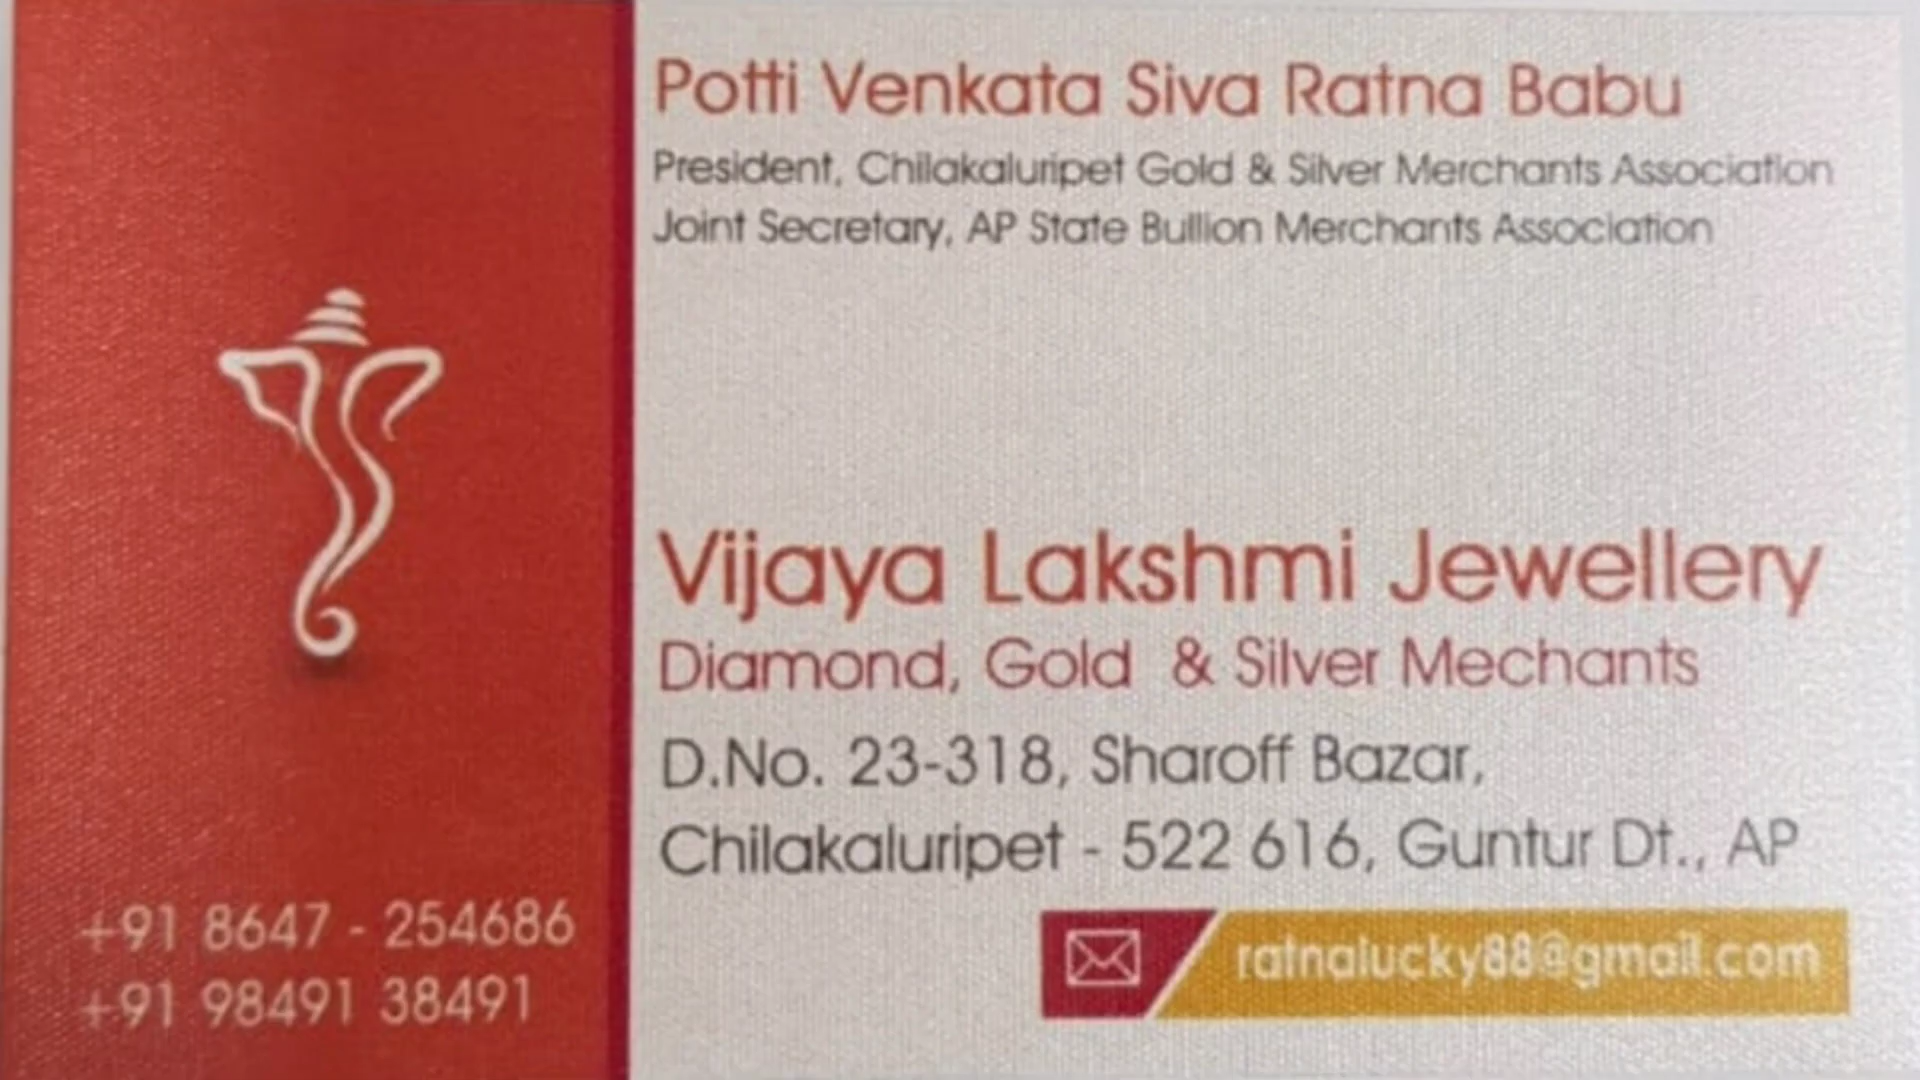 Potti Venkata Siva Ratna Babu
President, Chilakaluripet Gold & Silver Merchants Association
Joint Secretary, AP State Bullion Merchants Association
Vijaya Lakshmi Jewellery
Diamond, Gold & Silver Mechants
D.No. 23-318, Sharoff Bazar,
Chilakaluripet - 522 616, Guntur Dt., AP
+91 8647 - 254686
+91 98491 38491
ratnalucky88@gmail.com